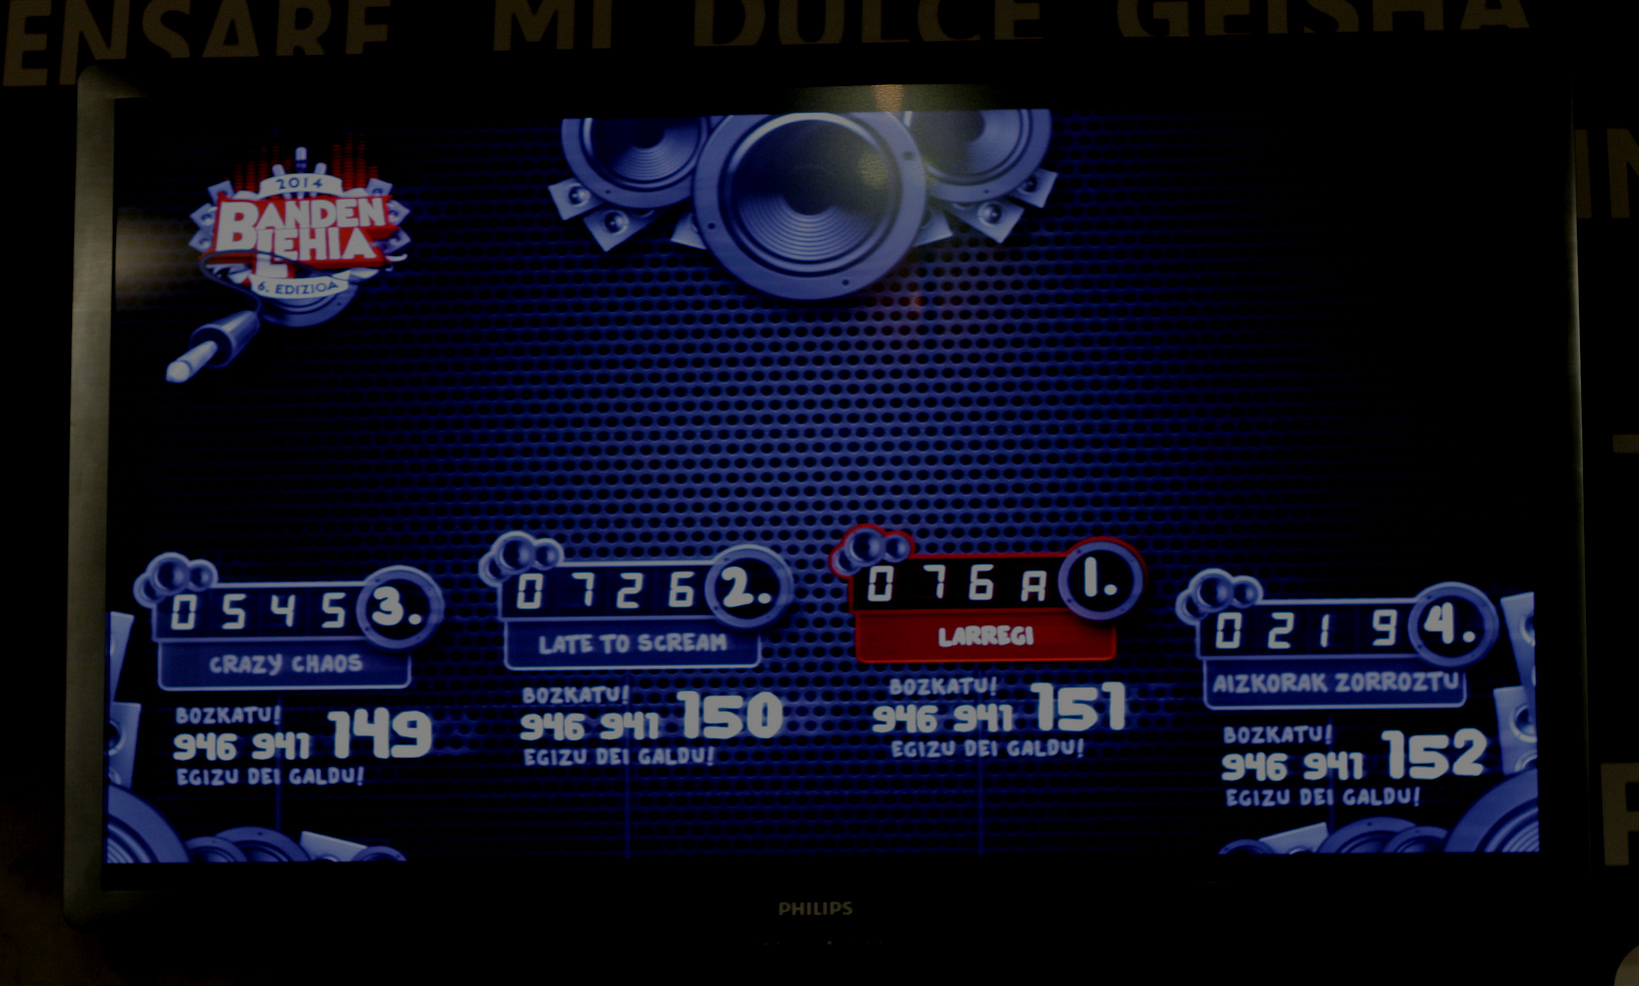 ENSARE MI DULCE GEISHA
IN
2014
BANDEN
LEHIA
6. EDIZIOA
0545 3.
CRAZY CHAOS
BOZKATU!
946 941 149
EGIZU DEI GALDU!
0726 2.
LATE TO SCREAM
BOZKATU!
946 941 150
EGIZU DEI GALDU!
076A 1.
LARREGI
BOZKATU!
946 941 151
EGIZU DEI GALDU!
0219 4.
AIZKORAK ZORROZTU
BOZKATU!
946 941 152
EGIZU DEI GALDU!
PHILIPS